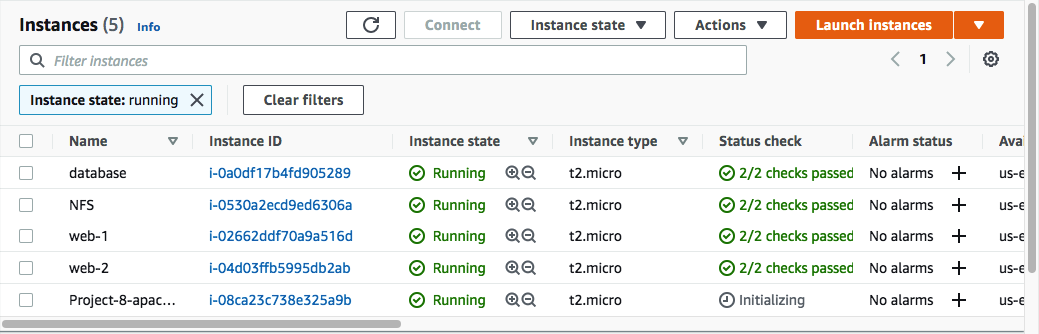 Instances (5) Info Connect Instance state Actions Launch instances
Filter instances 1
Instance state: running Clear filters
Name Instance ID Instance state Instance type Status check Alarm status Avai
database i-0a0df17b4fd905289 Running t2.micro 2/2 checks passed No alarms us-e
NFS i-0530a2ecd9ed6306a Running t2.micro 2/2 checks passed No alarms us-e
web-1 i-02662ddf70a9a516d Running t2.micro 2/2 checks passed No alarms us-e
web-2 i-04d03ffb5995db2ab Running t2.micro 2/2 checks passed No alarms us-e
Project-8-apac... i-08ca23c738e325a9b Running t2.micro Initializing No alarms us-e